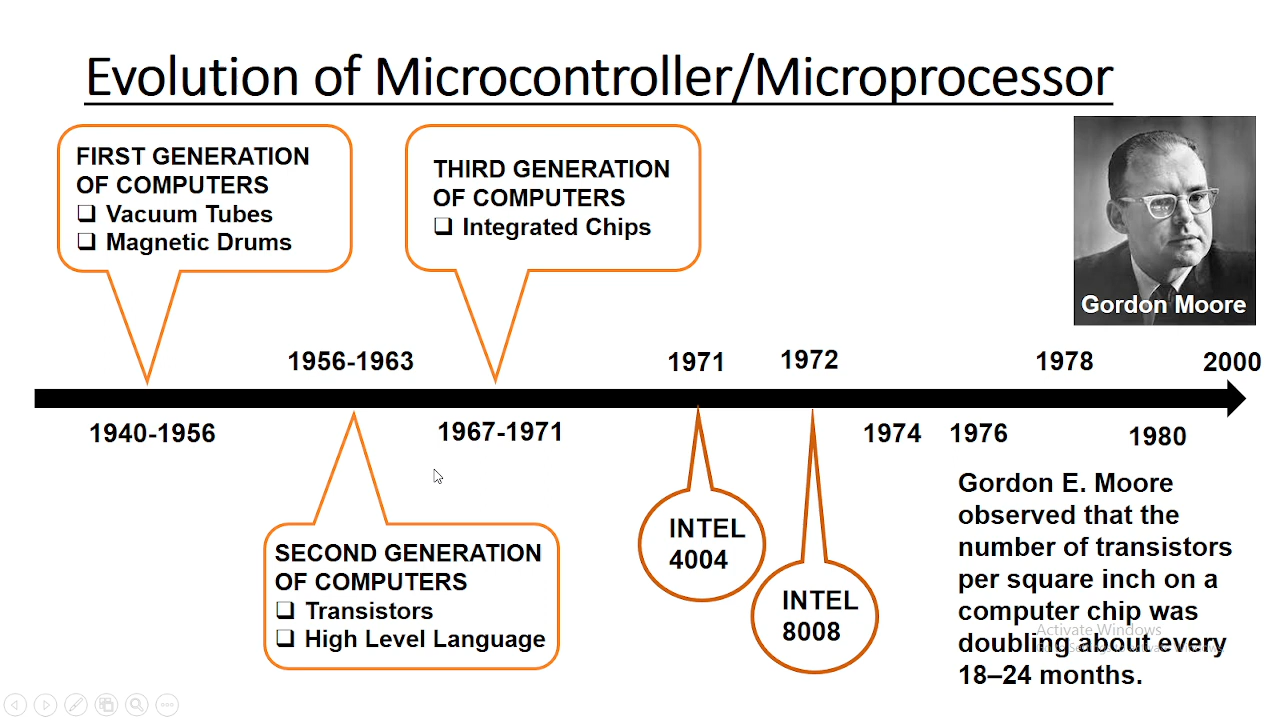 Evolution of Microcontroller/Microprocessor
FIRST GENERATION
OF COMPUTERS
❑ Vacuum Tubes
❑ Magnetic Drums
THIRD GENERATION
OF COMPUTERS
❑ Integrated Chips
Gordon Moore
1956-1963
1971
1972
1978
2000
1940-1956
1967-1971
1974
1976
1980
SECOND GENERATION
OF COMPUTERS
❑ Transistors
❑ High Level Language
INTEL
4004
INTEL
8008
Gordon E. Moore
observed that the
number of transistors
per square inch on a
computer chip was
doubling about every
18–24 months.
Activate Windows